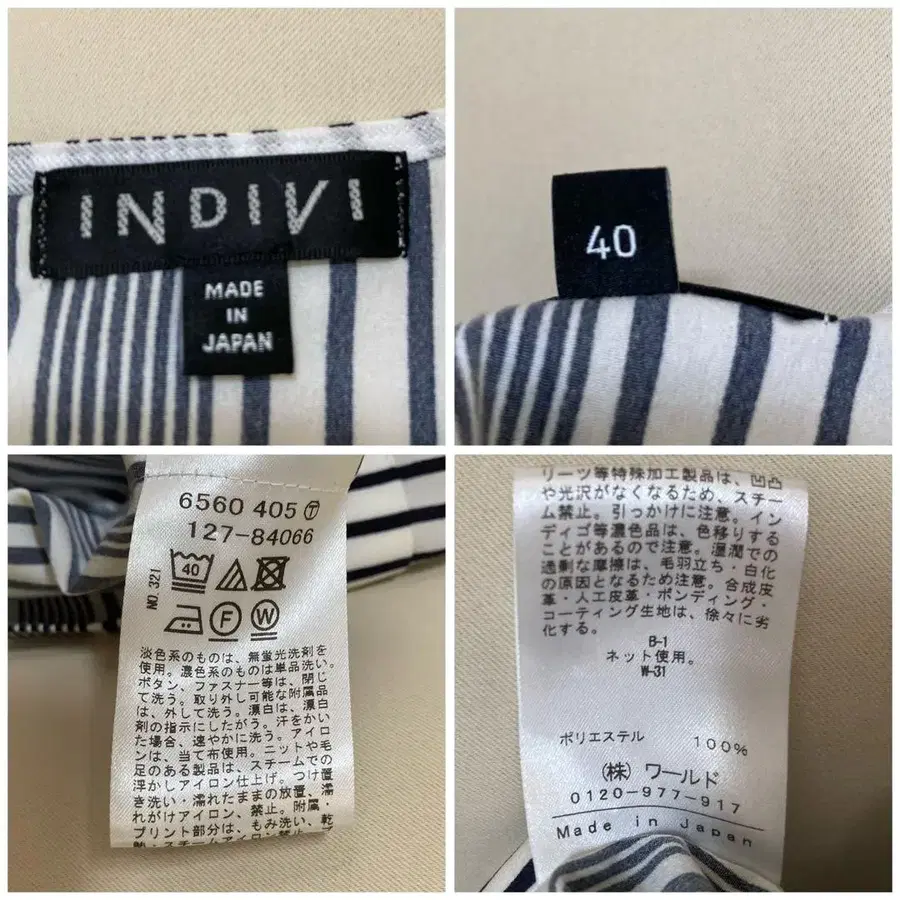 INDIVI
MADE
IN
JAPAN
40
6560 405 Ⓣ
127-84066
NO.321
40
F
W
淡色系のものは、無蛍光洗剤を
使用。濃色系のものは単品洗い。
ボタン、ファスナー等は、閉じ
て洗う。取り外し可能な附属品
は、外して洗う。漂白は、漂白
剤の指示にしたがう。汗をかい
た場合、速やかに洗う。アイロ
ンは、当て布使用。ニットや毛
足のある製品は、スチームでの
浮かしアイロン仕上げ。つけ置
き洗い・濡れたままの放置、濡
れがけアイロン、禁止。附属・
プリント部分は、もみ洗い、乾
熱・スチームアイロン禁止。プ
リーツ等特殊加工製品は、凹凸
や光沢がなくなるため、スチー
ム禁止。引っかけに注意。イン
ディゴ等濃色品は、色移りする
ことがあるので注意。湿潤での
過剰な摩擦は、毛羽立ち・白化
の原因となるため注意。合成皮
革・人工皮革・ボンディング・
コーティング生地は、徐々に劣
化する。
B-1
ネット使用。
W-31
ポリエステル 100%
(株) ワールド
0120-977-917
Made in Japan